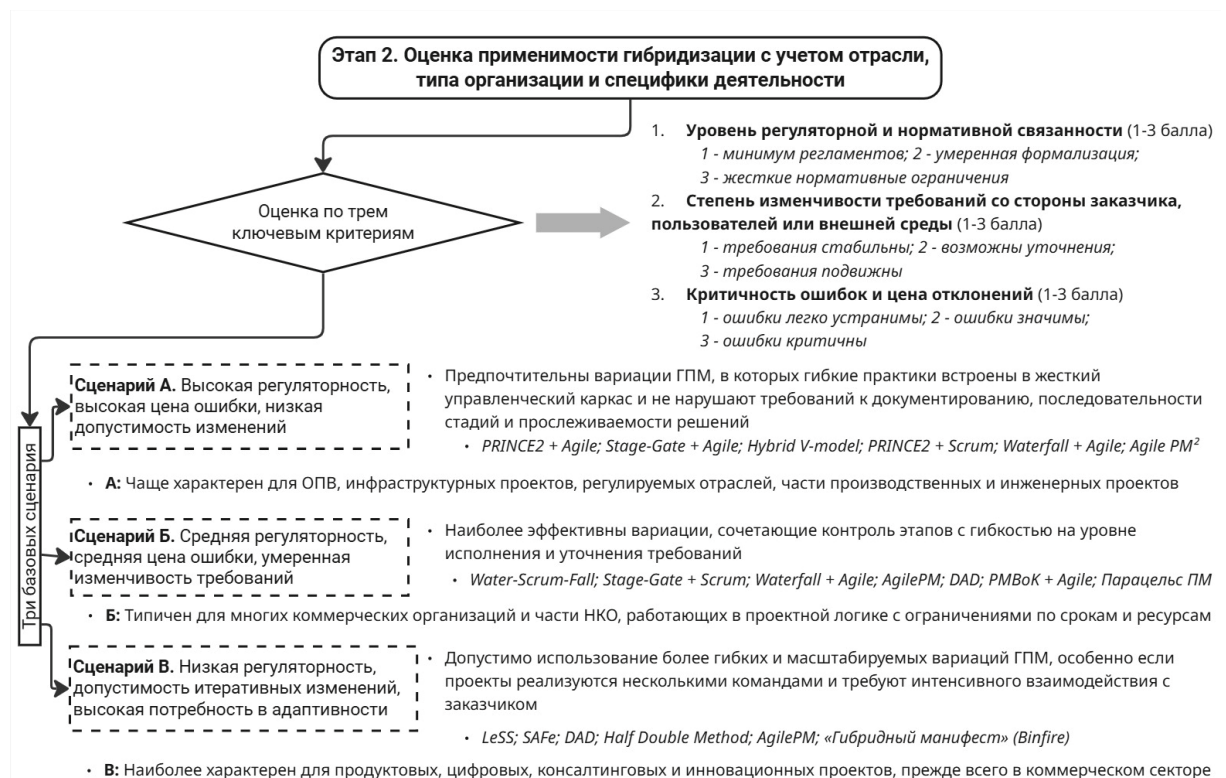 Этап 2. Оценка применимости гибридизации с учетом отрасли,
типа организации и специфики деятельности
Оценка по трем
ключевым критериям
1. Уровень регуляторной и нормативной связанности (1-3 балла)
1 - минимум регламентов; 2 - умеренная формализация;
3 - жесткие нормативные ограничения
2. Степень изменчивости требований со стороны заказчика,
пользователей или внешней среды (1-3 балла)
1 - требования стабильны; 2 - возможны уточнения;
3 - требования подвижны
3. Критичность ошибок и цена отклонений (1-3 балла)
1 - ошибки легко устранимы; 2 - ошибки значимы;
3 - ошибки критичны
Три базовых сценария
Сценарий А. Высокая регуляторность,
высокая цена ошибки, низкая
допустимость изменений
• Предпочтительны вариации ГПМ, в которых гибкие практики встроены в жесткий
управленческий каркас и не нарушают требований к документированию, последовательности
стадий и прослеживаемости решений
• PRINCE2 + Agile; Stage-Gate + Agile; Hybrid V-model; PRINCE2 + Scrum; Waterfall + Agile; Agile PM²
• А: Чаще характерен для ОПВ, инфраструктурных проектов, регулируемых отраслей, части производственных и инженерных проектов
Сценарий Б. Средняя регуляторность,
средняя цена ошибки, умеренная
изменчивость требований
• Наиболее эффективны вариации, сочетающие контроль этапов с гибкостью на уровне
исполнения и уточнения требований
• Water-Scrum-Fall; Stage-Gate + Scrum; Waterfall + Agile; AgilePM; DAD; PMBoK + Agile; Парацельс ПМ
• Б: Типичен для многих коммерческих организаций и части НКО, работающих в проектной логике с ограничениями по срокам и ресурсам
Сценарий В. Низкая регуляторность,
допустимость итеративных изменений,
высокая потребность в адаптивности
• Допустимо использование более гибких и масштабируемых вариаций ГПМ, особенно если
проекты реализуются несколькими командами и требуют интенсивного взаимодействия с
заказчиком
• LeSS; SAFe; DAD; Half Double Method; AgilePM; «Гибридный манифест» (Binfire)
• В: Наиболее характерен для продуктовых, цифровых, консалтинговых и инновационных проектов, прежде всего в коммерческом секторе